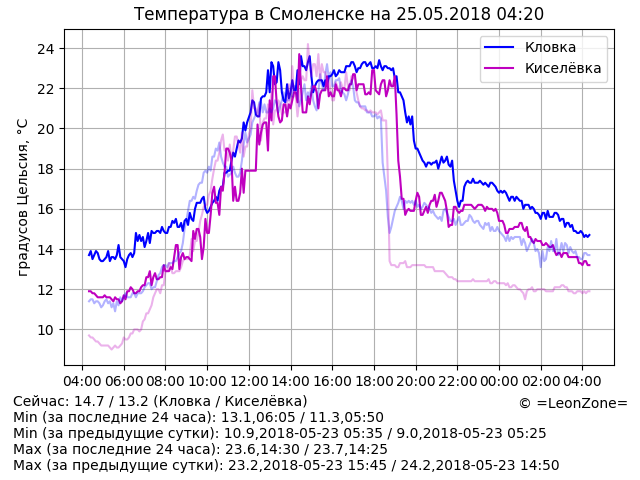 Температура в Смоленске на 25.05.2018 04:20
Кловка
Киселёвка
градусов Цельсия, °C
24
22
20
18
16
14
12
10
04:00 06:00 08:00 10:00 12:00 14:00 16:00 18:00 20:00 22:00 00:00 02:00 04:00
Сейчас: 14.7 / 13.2 (Кловка / Киселёвка)
© =LeonZone=
Min (за последние 24 часа): 13.1,06:05 / 11.3,05:50
Min (за предыдущие сутки): 10.9,2018-05-23 05:35 / 9.0,2018-05-23 05:25
Max (за последние 24 часа): 23.6,14:30 / 23.7,14:25
Max (за предыдущие сутки): 23.2,2018-05-23 15:45 / 24.2,2018-05-23 14:50